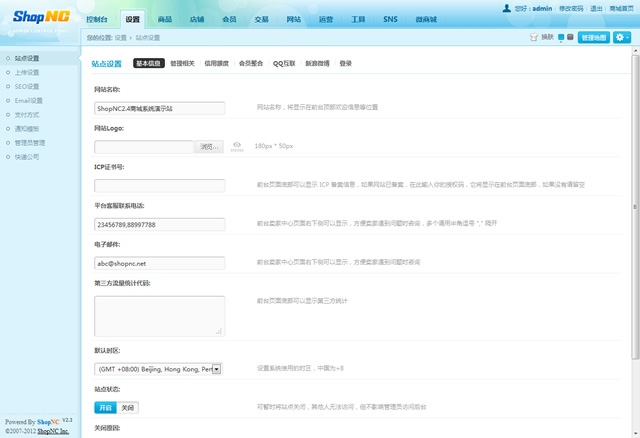 ShopNC
控制台 设置 商品 店铺 会员 交易 网站 运营 工具 SNS 微商城
您好: admin | 修改密码 | 退出 | 商城首页
您的位置: 设置 › 站点设置
换肤 管理地图
站点设置
上传设置
SEO设置
Email设置
支付方式
通知模板
管理员管理
快递公司
站点设置 基本信息 管理相关 信用额度 会员整合 QQ互联 新浪微博 登录
网站名称:
ShopNC2.4商城系统演示站 网站名称，将显示在前台顶部欢迎信息等位置
网站Logo:
浏览... 180px * 50px
ICP证书号:
前台页面底部可以显示 ICP 备案信息，如果网站已备案，在此输入你的授权码，它将显示在前台页面底部，如果没有请留空
平台客服联系电话:
23456789,88997788 前台卖家中心页面右下侧可以显示，方便卖家遇到问题时咨询，多个请用半角逗号 "," 隔开
电子邮件:
abc@shopnc.net 前台卖家中心页面右下侧可以显示，方便卖家遇到问题时咨询
第三方流量统计代码:
前台页面底部可以显示第三方统计
默认时区:
(GMT +08:00) Beijing, Hong Kong, Pert 设置系统使用的时区，中国为+8
站点状态:
开启 关闭 可暂时将站点关闭，其他人无法访问，但不影响管理员访问后台
关闭原因:
Powered By ShopNC V2.3
©2007-2012 ShopNC Inc.